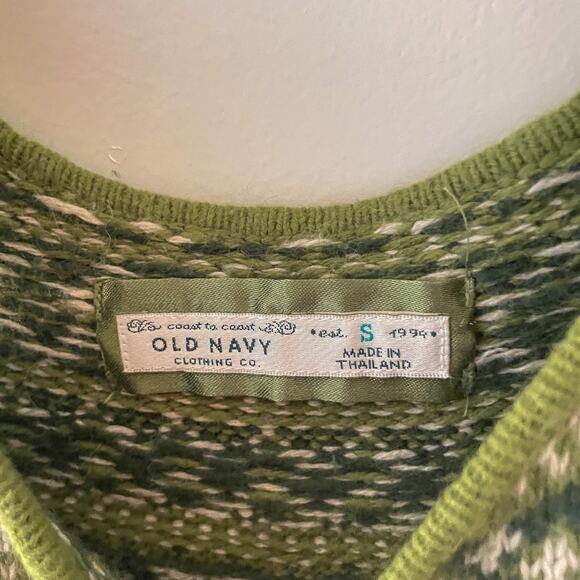 coast to coast
OLD NAVY
CLOTHING CO.
•est. S 1994•
MADE IN
THAILAND